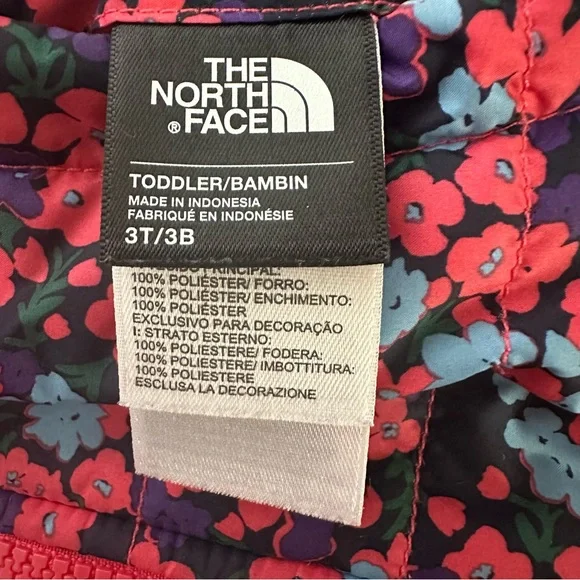 THE
NORTH
® FACE
TODDLER/BAMBIN
MADE IN INDONESIA
FABRIQUÉ EN INDONÉSIE
3T/3B
PRINCIPAL:
100% POLIÉSTER/ FORRO:
100% POLIÉSTER/ ENCHIMENTO:
100% POLIÉSTER
EXCLUSIVO PARA DECORAÇÃO
I: STRATO ESTERNO:
100% POLIESTERE/ FODERA:
100% POLIESTERE/ IMBOTTITURA:
100% POLIESTERE
ESCLUSA LA DECORAZIONE